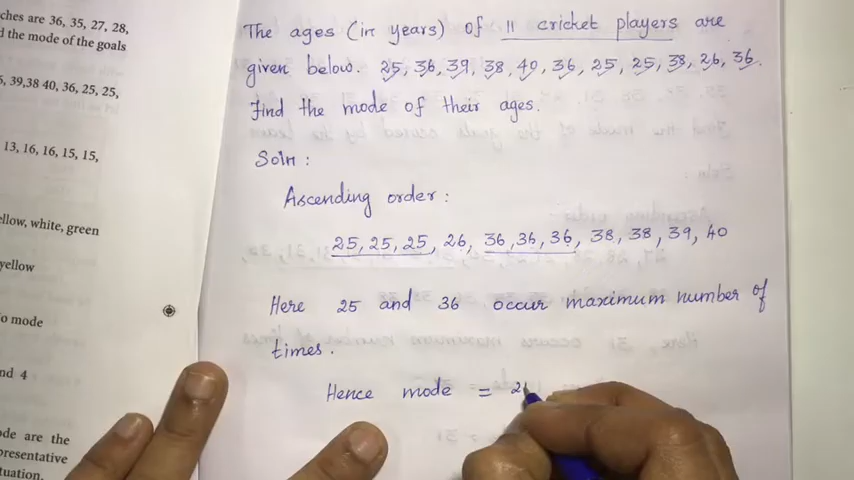 ches are 36, 35, 27, 28,
d the mode of the goals
, 39,38 40, 36, 25, 25,
13, 16, 16, 15, 15,
ellow, white, green
yellow
o mode
nd 4
ode are the
presentative
tuation.
The ages (in years) of 11 cricket players are
given below. 25, 36, 39, 38, 40, 36, 25, 25, 38, 26, 36.
Find the mode of their ages.
Soln :
Ascending order :
25, 25, 25, 26, 36, 36, 36, 38, 38, 39, 40
Here 25 and 36 occur maximum number of
times.
Hence mode = 2